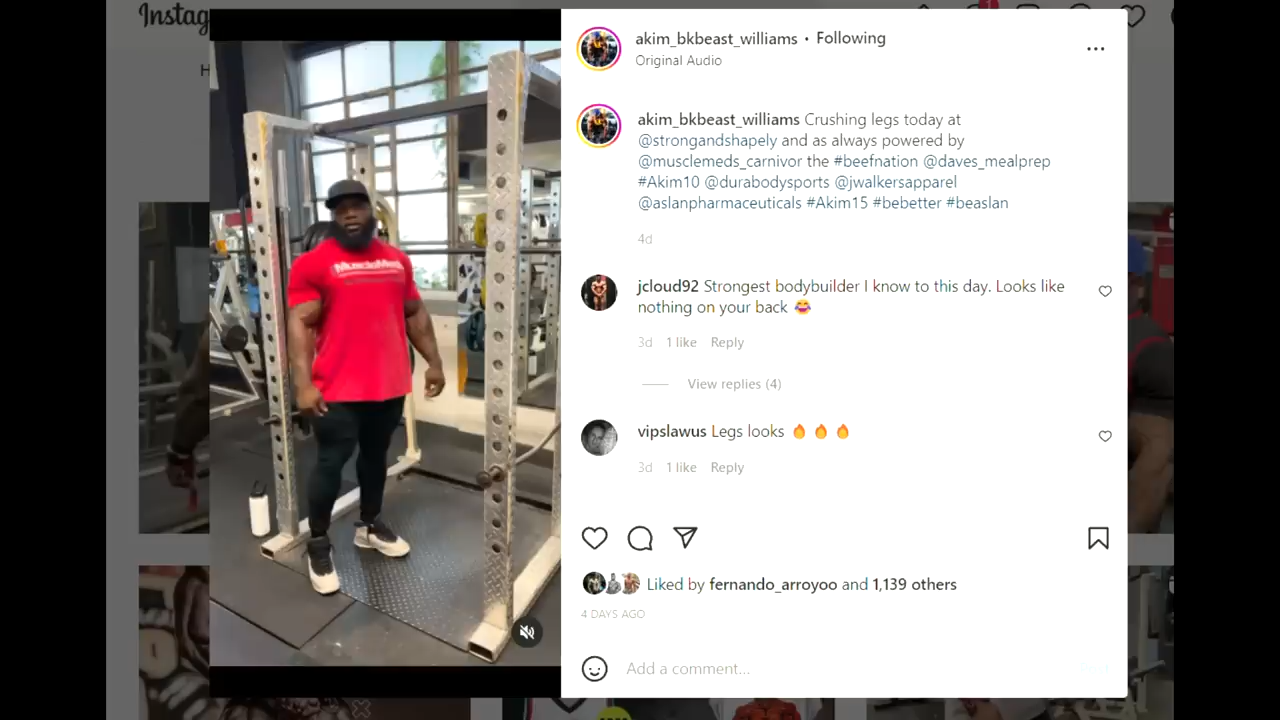 Instag
akim_bkbeast_williams • Following
Original Audio
akim_bkbeast_williams Crushing legs today at
@strongandshapely and as always powered by
@musclemeds_carnivor the #beefnation @daves_mealprep
#Akim10 @durabodysports @jwalkersapparel
@aslanpharmaceuticals #Akim15 #bebetter #beaslan
4d
jcloud92 Strongest bodybuilder I know to this day. Looks like
nothing on your back 😂
3d 1 like Reply
View replies (4)
vipslawus Legs looks 🔥 🔥 🔥
3d 1 like Reply
Liked by fernando_arroyoo and 1,139 others
4 DAYS AGO
Add a comment...
MuscleMeds